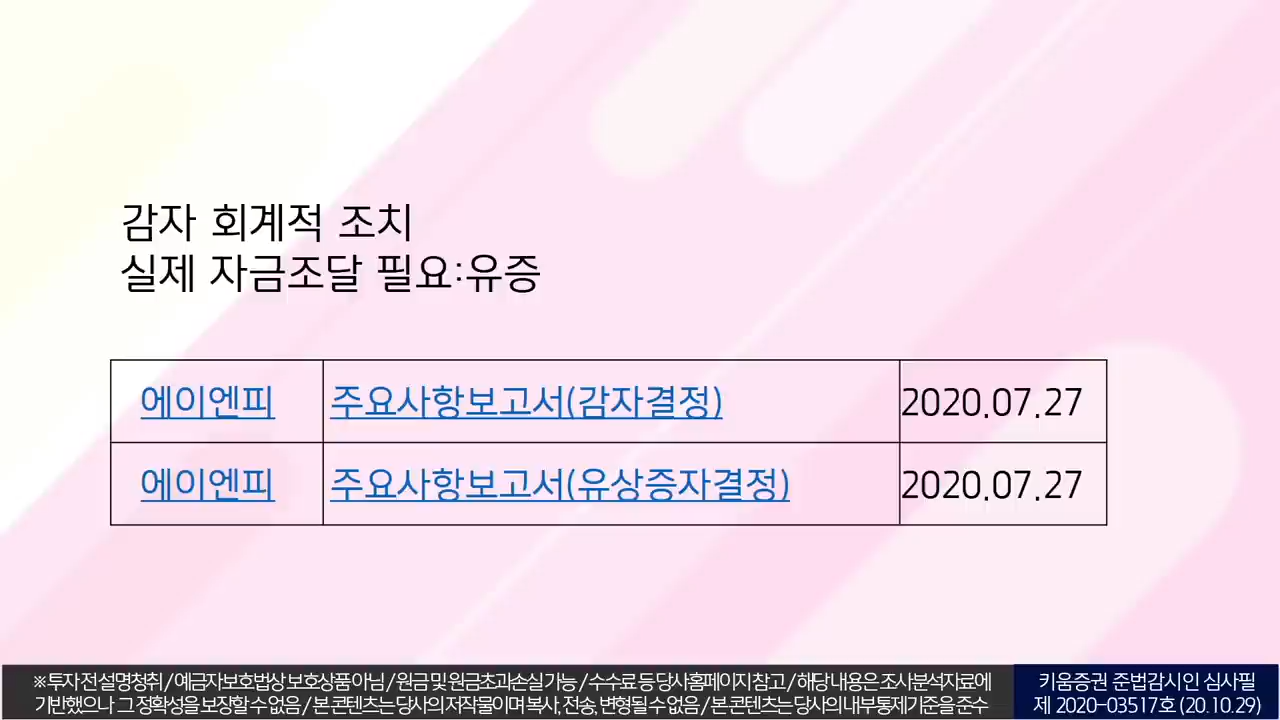 감자 회계적 조치
실제 자금조달 필요:유증
에이엔피 주요사항보고서(감자결정) 2020.07.27
에이엔피 주요사항보고서(유상증자결정) 2020.07.27
※ 투자 전 설명청취 / 예금자보호법상 보호상품 아님 / 원금 및 원금초과손실 가능 / 수수료 등 당사홈페이지 참고 / 해당 내용은 조사분석자료에
기반했으나 그 정확성을 보장할 수 없음 / 본 콘텐츠는 당사의 저작물이며 복사, 전송, 변형될 수 없음 / 본 콘텐츠는 당사의 내부통제기준을 준수
키움증권 준법감시인 심사필
제 2020-03517호 (20.10.29)